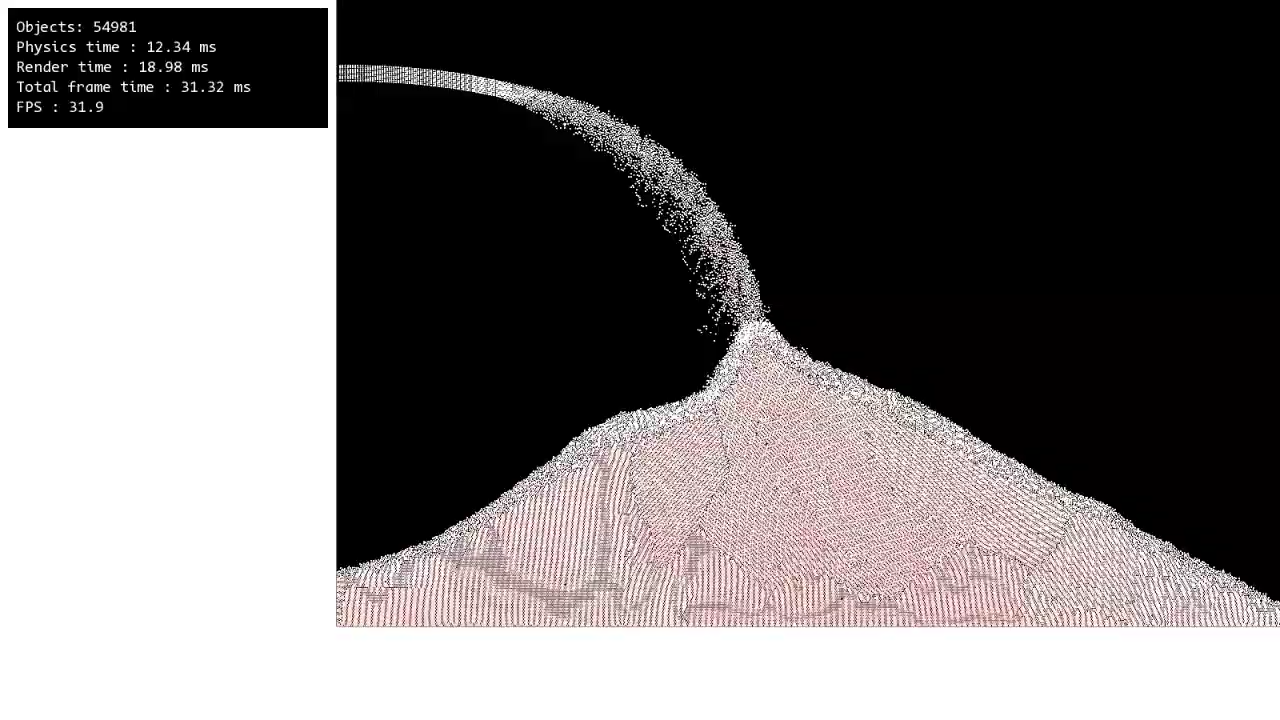 Objects: 54981
Physics time : 12.34 ms
Render time : 18.98 ms
Total frame time : 31.32 ms
FPS : 31.9